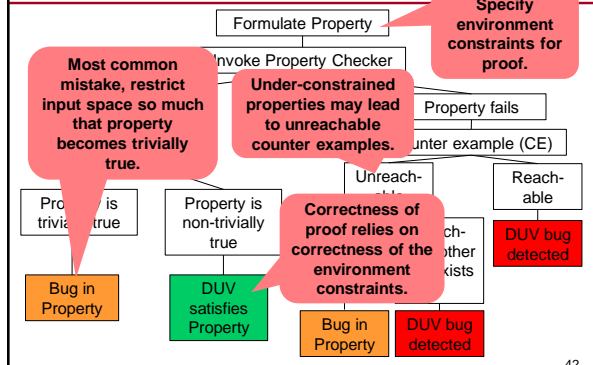 Specify
environment
constraints for
proof.
Formulate Property
Invoke Property Checker
Most common
mistake, restrict
input space so much
that property
becomes trivially
true.
Under-constrained
properties may lead
to unreachable
counter examples.
Property fails
example (CE)
Property is
trivially true
Property is
non-trivially
true
Unreach-
Reach-
able
Correctness of
proof relies on
correctness of the
environment
constraints.
other
DUV bug
detected
Bug in
Property
DUV
satisfies
Property
Bug in
Property
DUV bug
detected